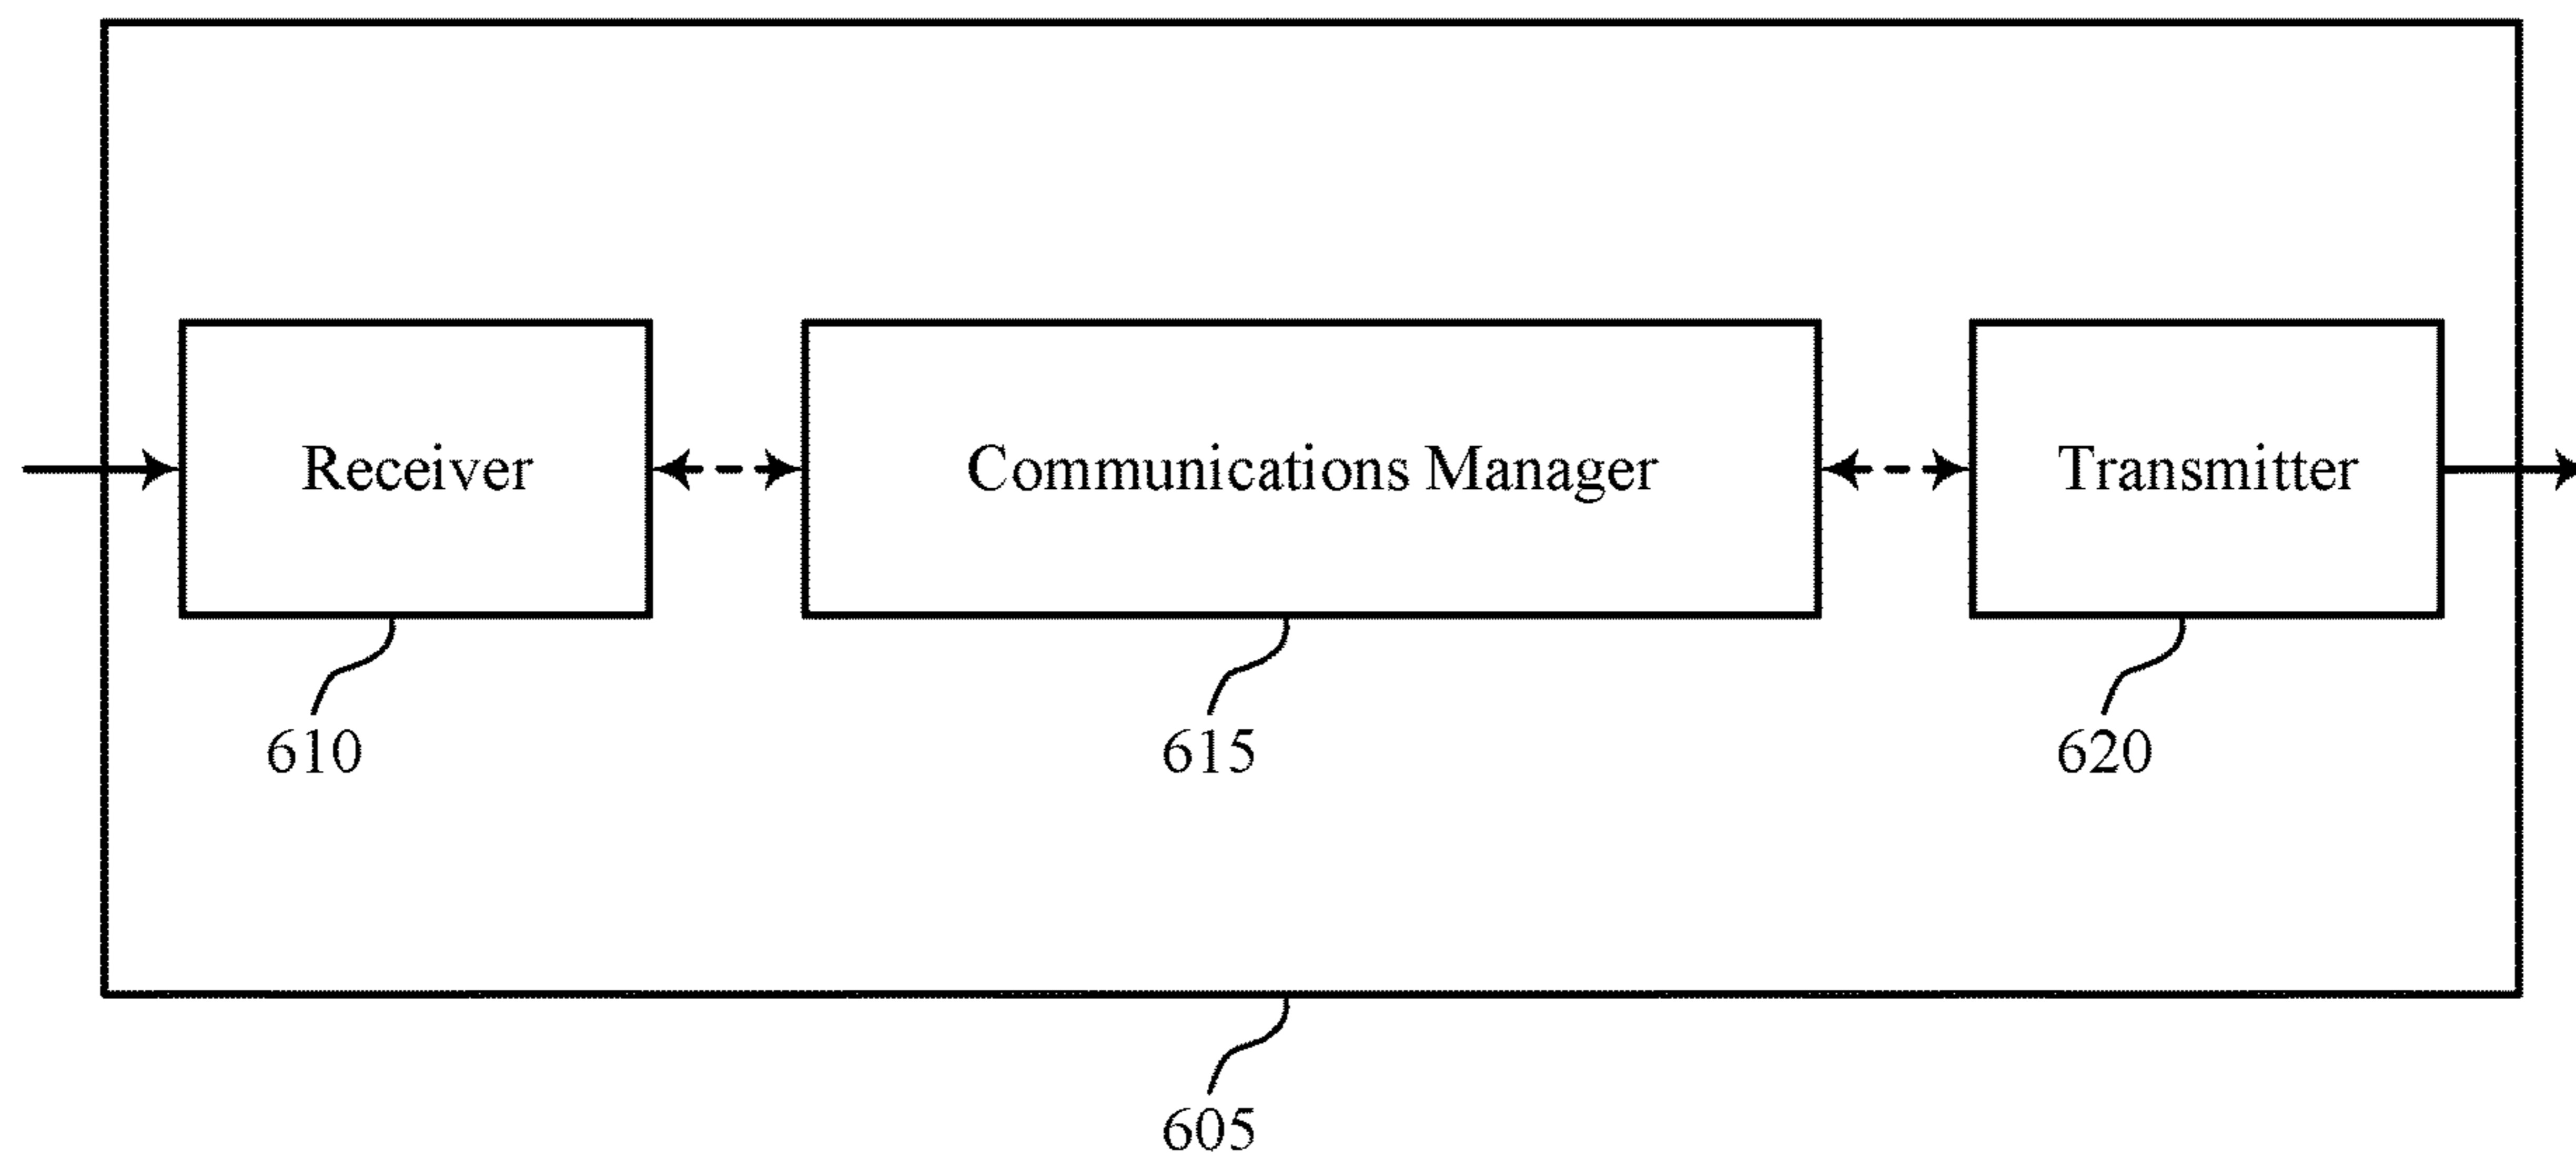 Receiver
Communications Manager
Transmitter
610
615
620
605